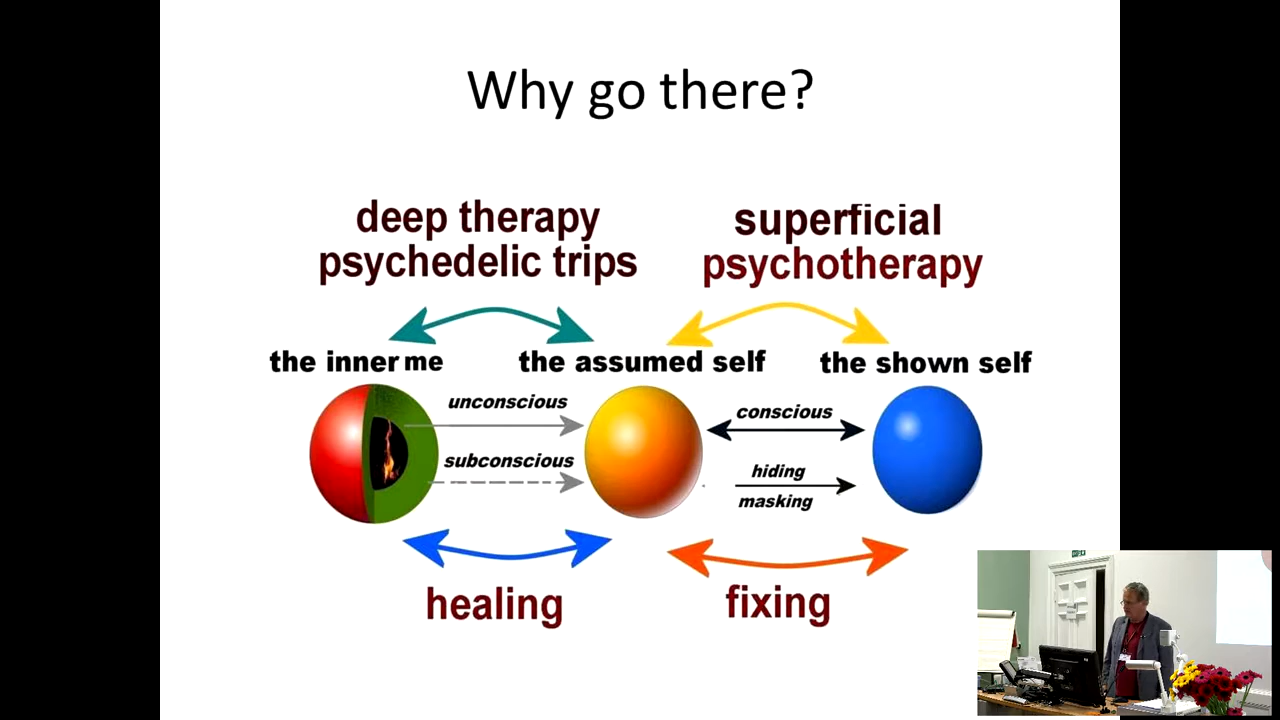 Why go there?
deep therapy
psychedelic trips
superficial
psychotherapy
the inner me
the assumed self
the shown self
unconscious
subconscious
conscious
hiding
masking
healing
fixing